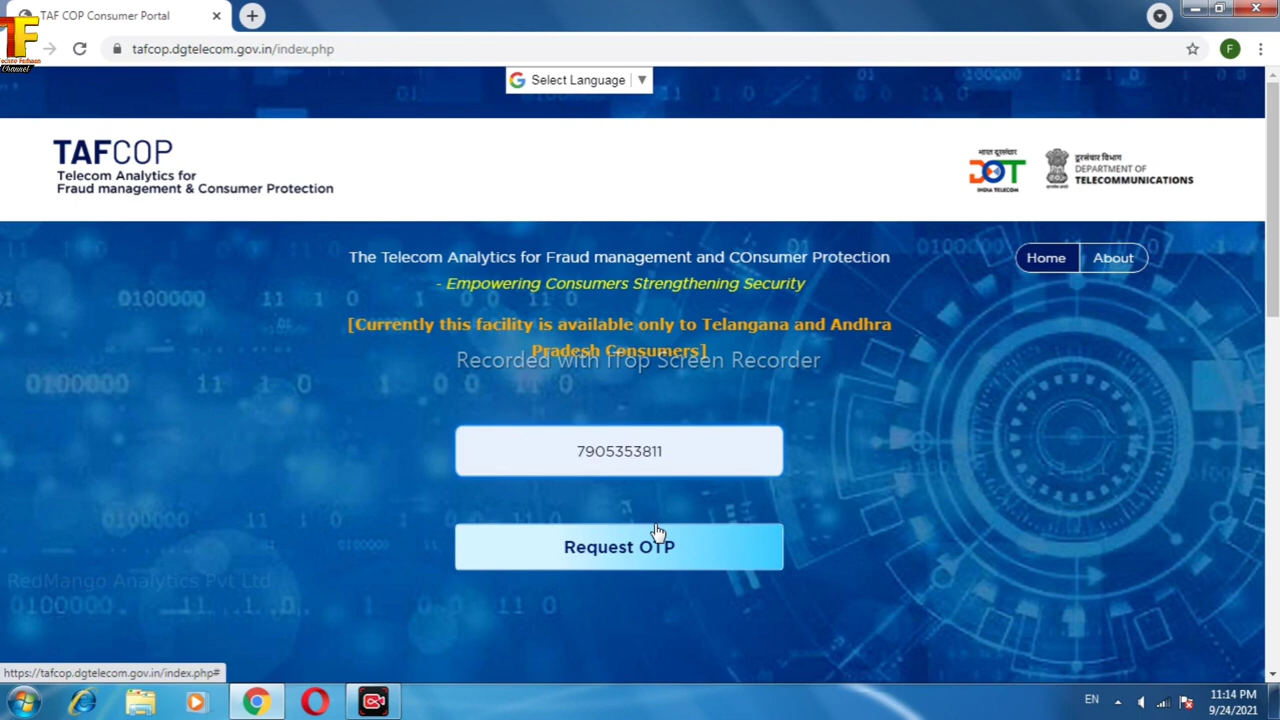 TAF COP Consumer Portal
TF
Techno Farhaan
Channel
tafcop.dgtelecom.gov.in/index.php
F
Select Language
TAFCOP
Telecom Analytics for
Fraud management & Consumer Protection
भारत दूरसंचार
DOT
INDIA TELECOM
दूरसंचार विभाग
DEPARTMENT OF
TELECOMMUNICATIONS
The Telecom Analytics for Fraud management and COnsumer Protection
- Empowering Consumers Strengthening Security
Home
About
[Currently this facility is available only to Telangana and Andhra
Pradesh Consumers]
Recorded with iTop Screen Recorder
7905353811
Request OTP
RedMango Analytics Pvt Ltd
https://tafcop.dgtelecom.gov.in/index.php#
EN
11:14 PM
9/24/2021